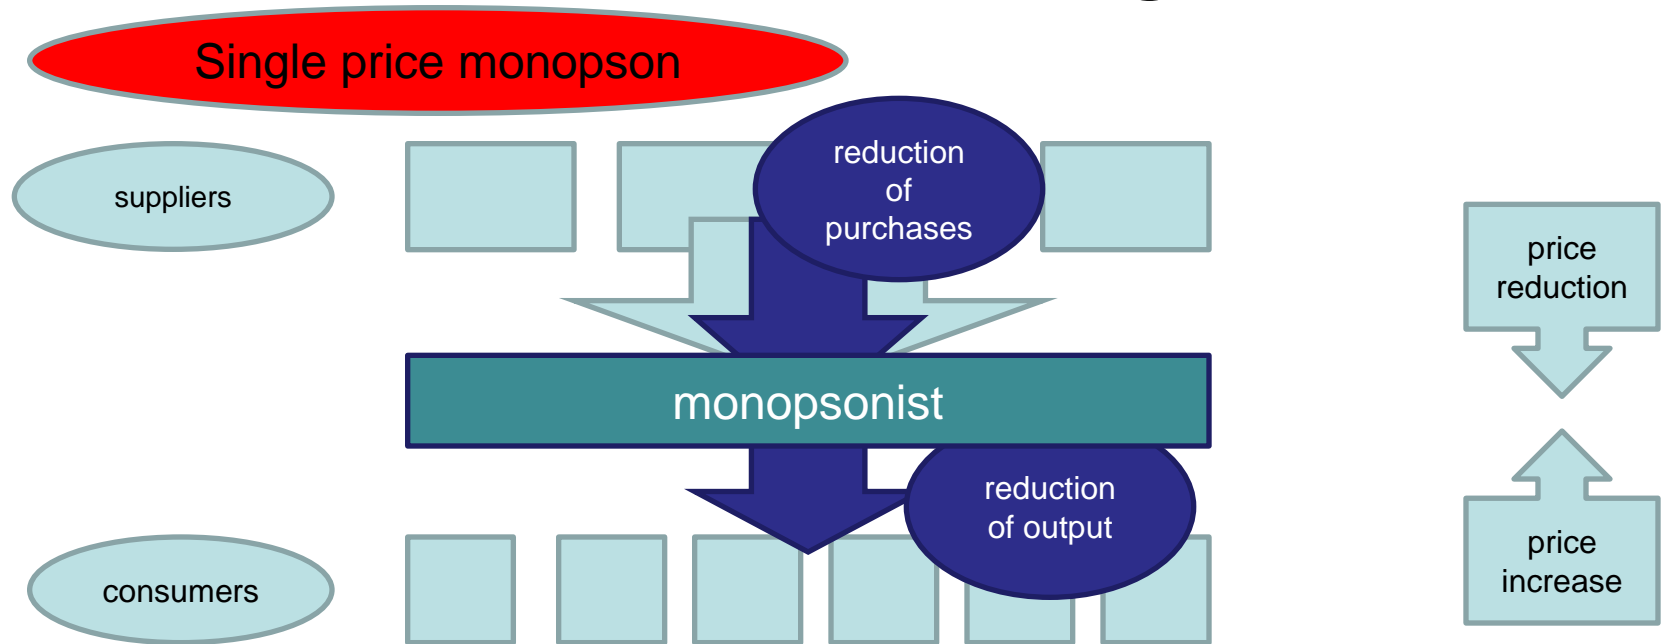 Single price monopson
suppliers
reduction
of
purchases
price
reduction
monopsonist
reduction
of output
price
increase
consumers